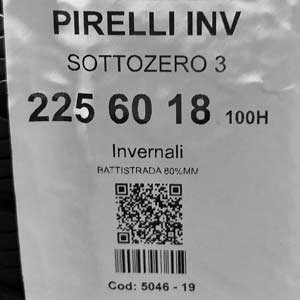 PIRELLI INV
SOTTOZERO 3
225 60 18 100H
Invernali
BATTISTRADA 80%MM
Cod: 5046 - 19